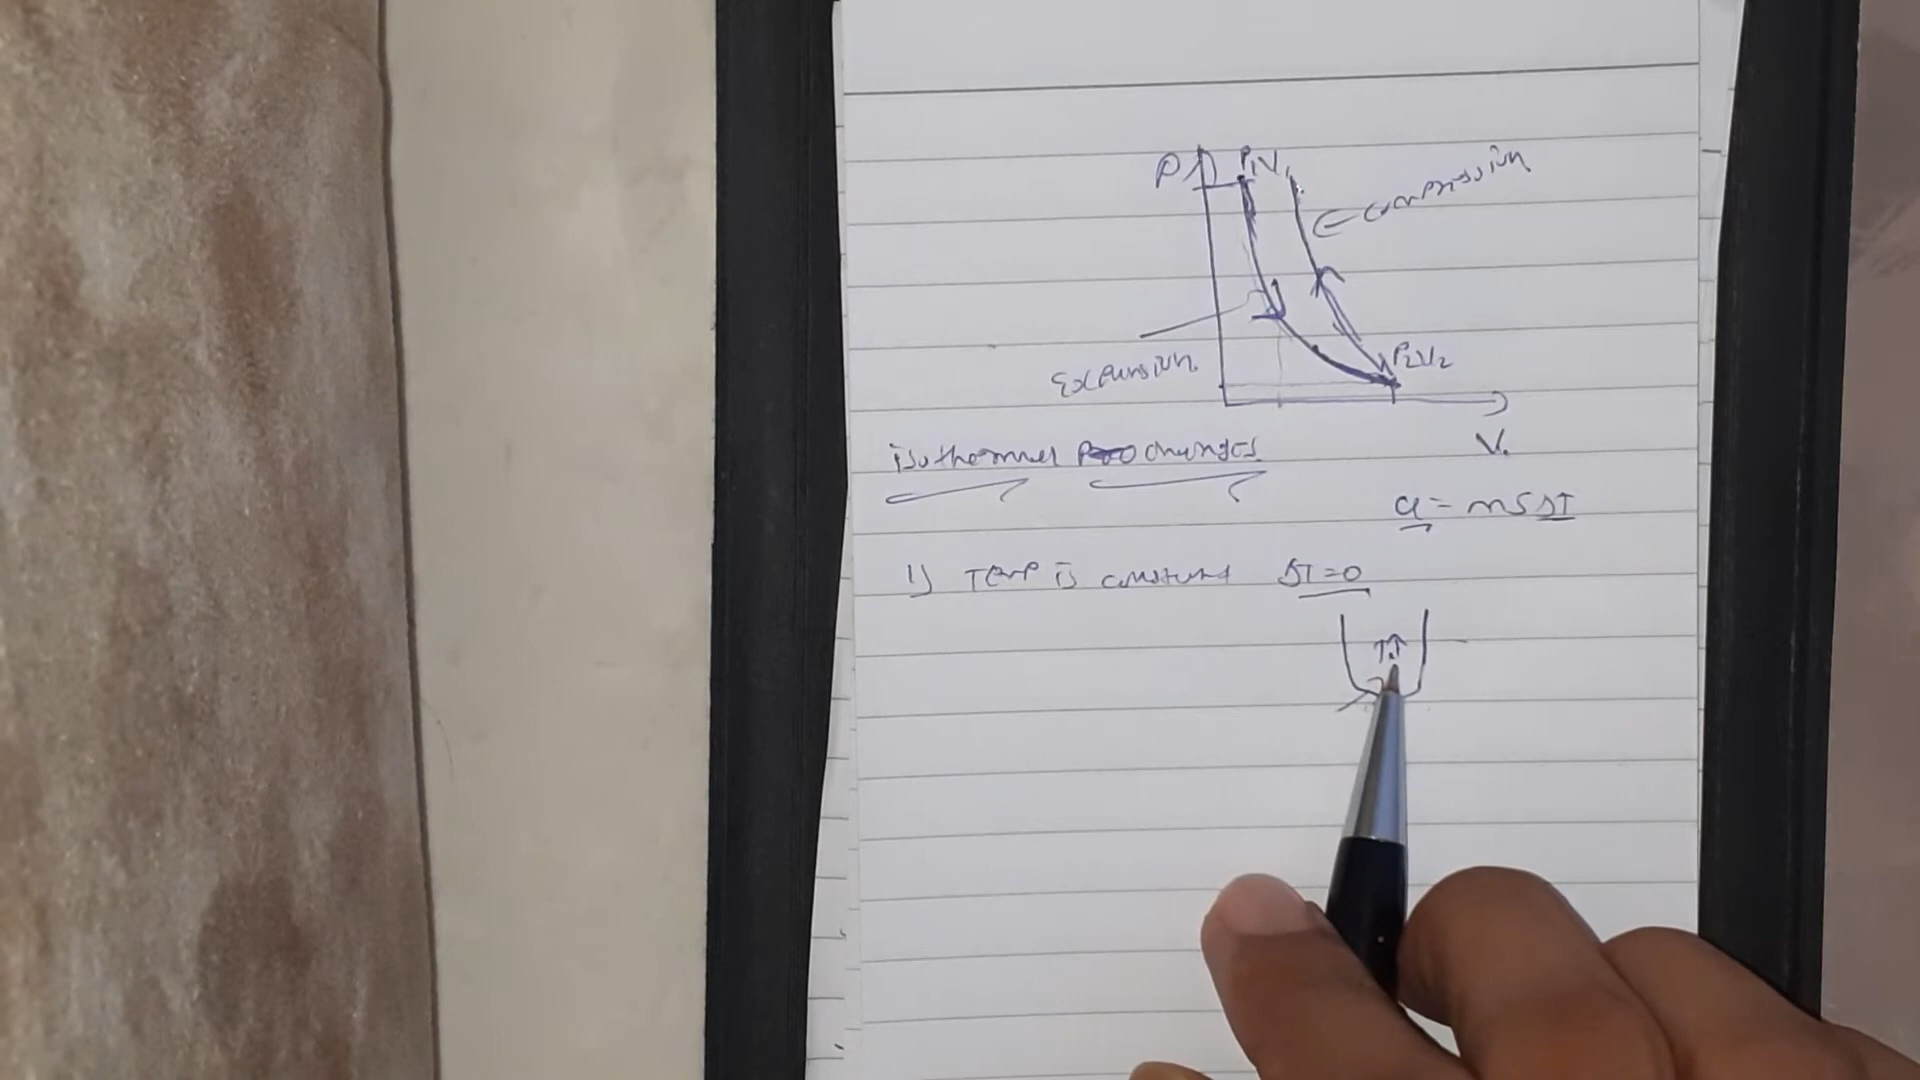 P P₁V₁
← compression
P₂V₂
Expansion
V.
isothermal changes
Q = mSΔT
1) Temp is constant ΔT=0
T↑